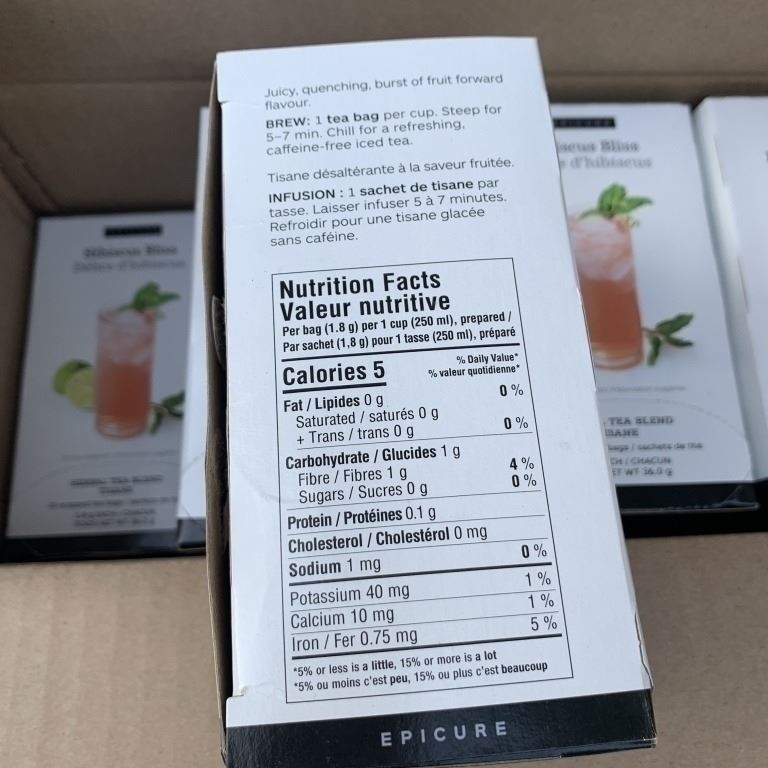 Juicy, quenching, burst of fruit forward
flavour.
BREW: 1 tea bag per cup. Steep for
5-7 min. Chill for a refreshing,
caffeine-free iced tea.
Tisane désaltérante à la saveur fruitée.
INFUSION : 1 sachet de tisane par
tasse. Laisser infuser 5 à 7 minutes.
Refroidir pour une tisane glacée
sans caféine.
Nutrition Facts
Valeur nutritive
Per bag (1.8 g) per 1 cup (250 ml), prepared /
Par sachet (1,8 g) pour 1 tasse (250 ml), préparé
Calories 5
% Daily Value*
% valeur quotidienne*
Fat / Lipides 0 g 0 %
Saturated / saturés 0 g
+ Trans / trans 0 g 0 %
Carbohydrate / Glucides 1 g
Fibre / Fibres 1 g 4 %
Sugars / Sucres 0 g 0 %
Protein / Protéines 0.1 g
Cholesterol / Cholestérol 0 mg
Sodium 1 mg 0 %
Potassium 40 mg 1 %
Calcium 10 mg 1 %
Iron / Fer 0.75 mg 5 %
*5% or less is a little, 15% or more is a lot
*5% ou moins c'est peu, 15% ou plus c'est beaucoup
EPICURE
Hibiscus Bliss
Délice d'hibiscus
Bliss
d'hibiscus
TEA BLEND